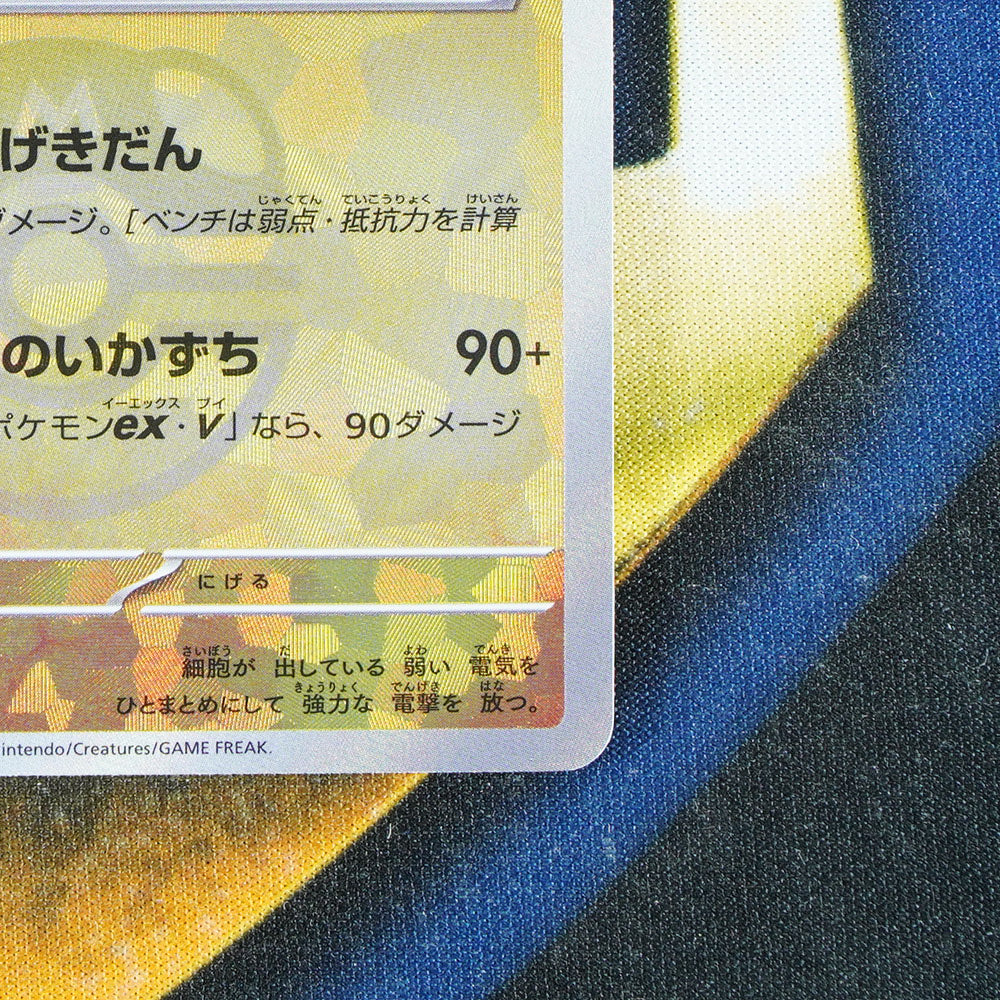 げきだん
ダメージ。[ベンチは弱点・抵抗力を計算
じゃくてん ていこうりょく けいさん
のいかずち 90+
ポケモンex・V」なら、90ダメージ
イーエックス ブイ
にげる
細胞が 出している 弱い 電気を
さいぼう だ よわ でんき
ひとまとめにして 強力な 電撃を 放つ。
きょうりょく でんげき はな
intendo/Creatures/GAME FREAK.